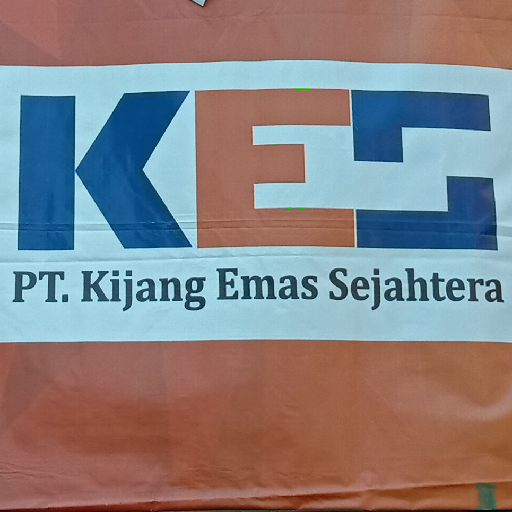 KES
PT. Kijang Emas Sejahtera